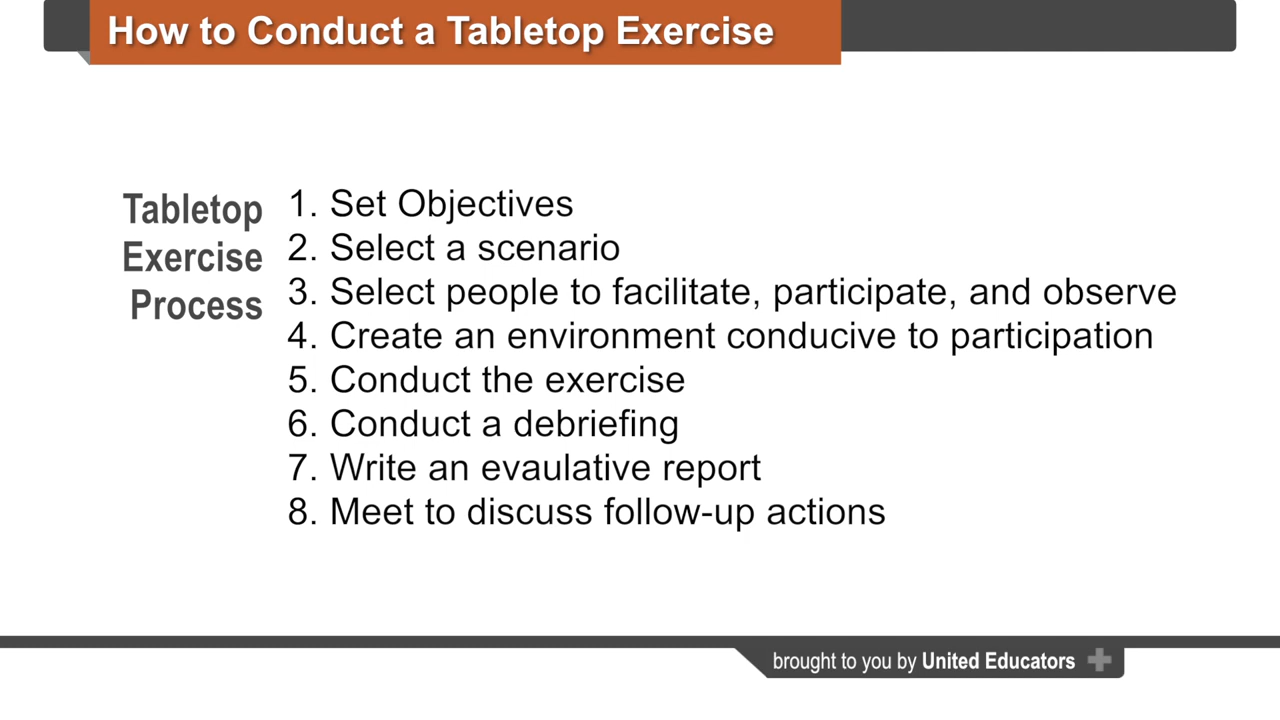 How to Conduct a Tabletop Exercise
Tabletop
Exercise
Process
1. Set Objectives
2. Select a scenario
3. Select people to facilitate, participate, and observe
4. Create an environment conducive to participation
5. Conduct the exercise
6. Conduct a debriefing
7. Write an evaulative report
8. Meet to discuss follow-up actions
brought to you by United Educators